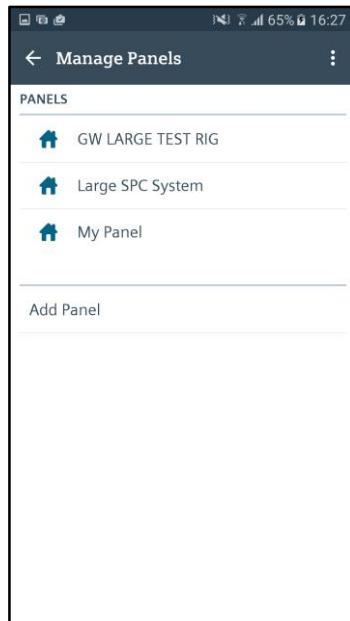 65% 16:27
Manage Panels
PANELS
GW LARGE TEST RIG
Large SPC System
My Panel
Add Panel